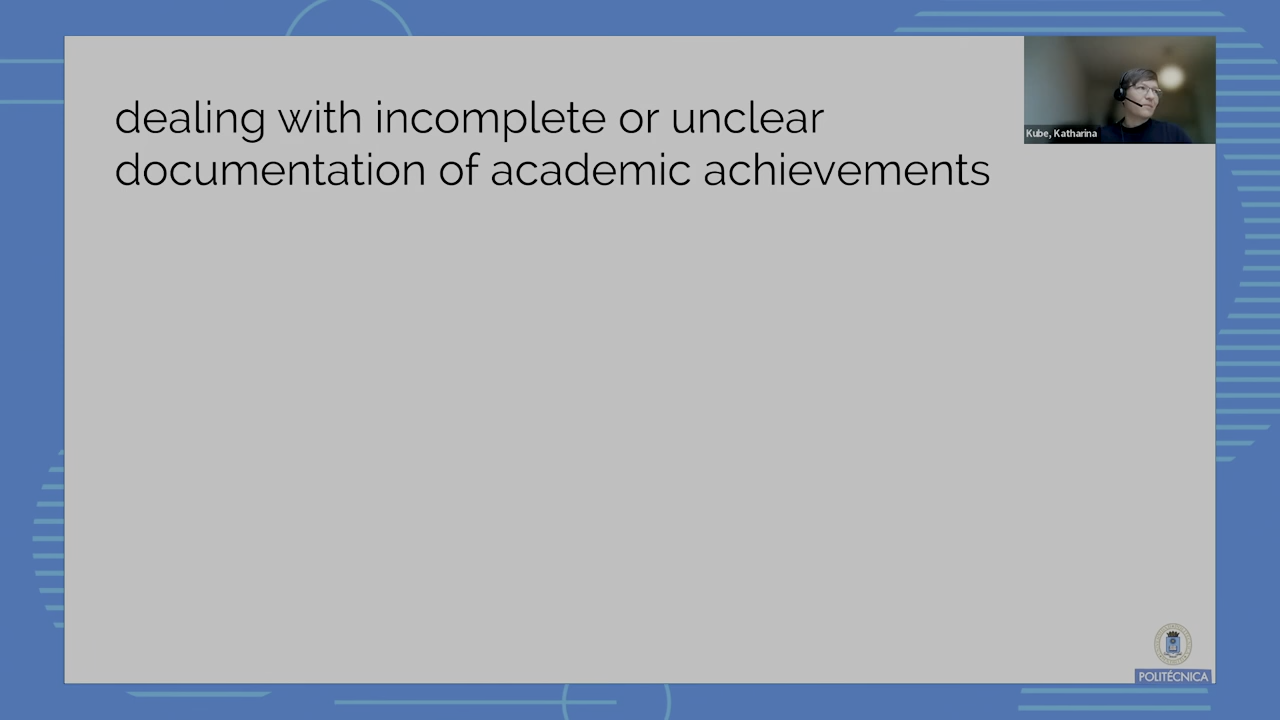 dealing with incomplete or unclear
documentation of academic achievements
Kube, Katharina
POLITÉCNICA